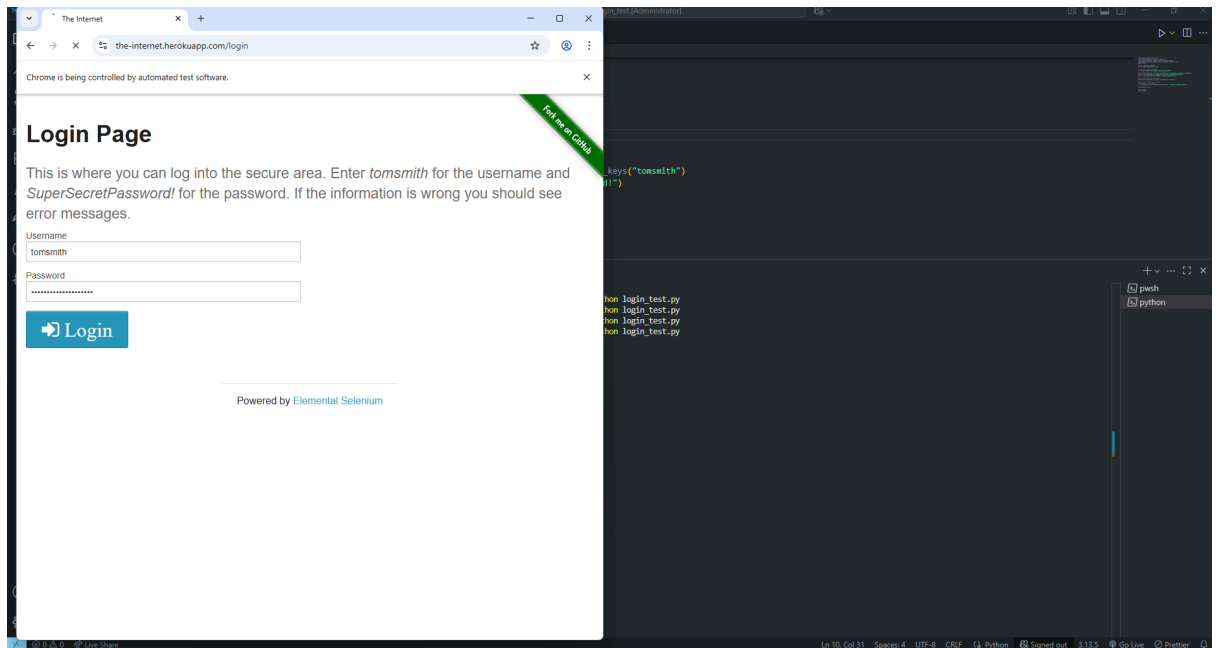 The Internet
gin_test [Administrator]
the-internet.herokuapp.com/login
Chrome is being controlled by automated test software.
Fork me on GitHub
Login Page
This is where you can log into the secure area. Enter tomsmith for the username and
SuperSecretPassword! for the password. If the information is wrong you should see
error messages.
Username
tomsmith
Password
Login
Powered by Elemental Selenium
_keys("tomsmith")
d!")
pwsh
python
hon login_test.py
hon login_test.py
hon login_test.py
hon login_test.py
0 0 Live Share
Ln 10, Col 31 Spaces: 4 UTF-8 CRLF Python Signed out 3.13.5 Go Live Prettier